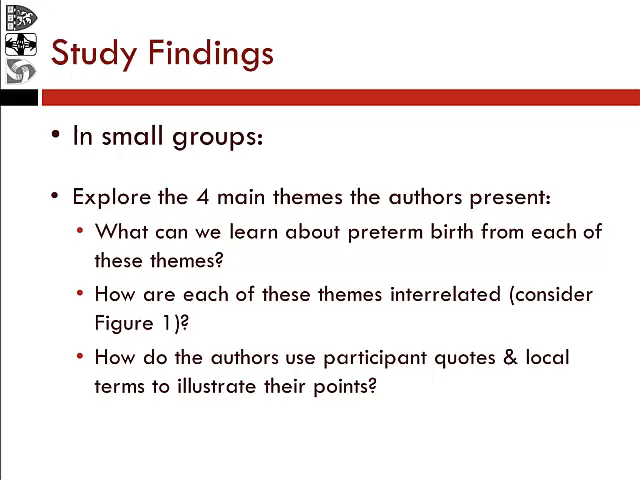 Study Findings
• In small groups:
• Explore the 4 main themes the authors present:
• What can we learn about preterm birth from each of
these themes?
• How are each of these themes interrelated (consider
Figure 1)?
• How do the authors use participant quotes & local
terms to illustrate their points?